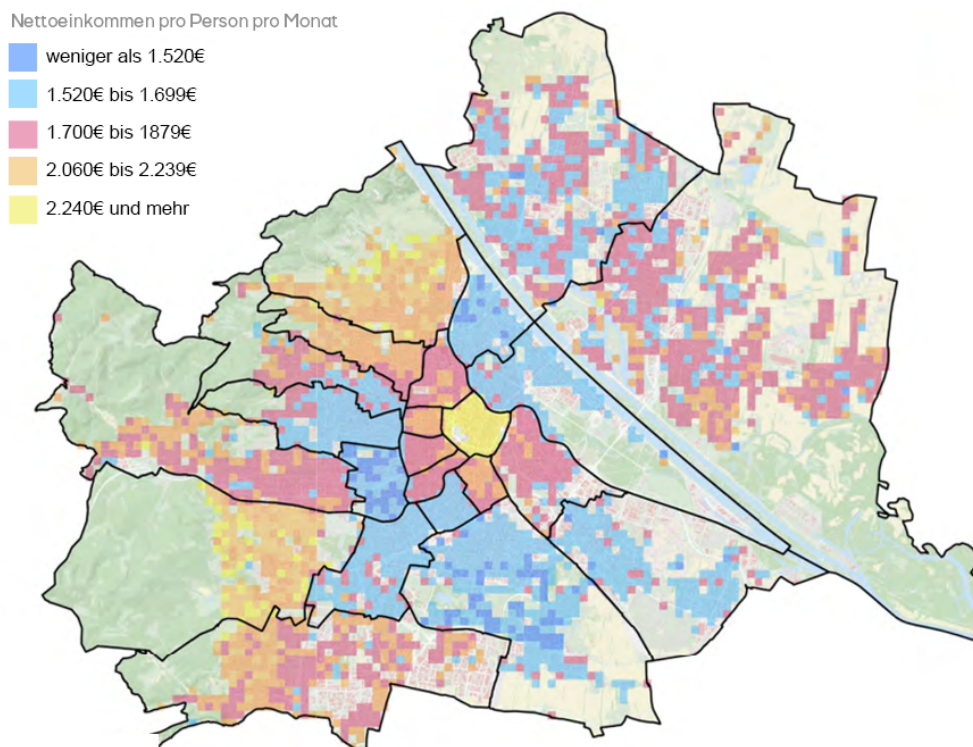 Nettoeinkommen pro Person pro Monat
weniger als 1.520€
1.520€ bis 1.699€
1.700€ bis 1879€
2.060€ bis 2.239€
2.240€ und mehr